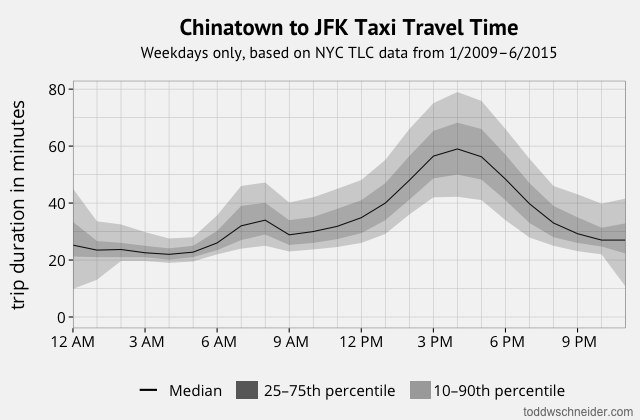 Chinatown to JFK Taxi Travel Time
Weekdays only, based on NYC TLC data from 1/2009–6/2015
trip duration in minutes
80
60
40
20
0
12 AM 3 AM 6 AM 9 AM 12 PM 3 PM 6 PM 9 PM
Median 25–75th percentile 10–90th percentile
toddwschneider.com